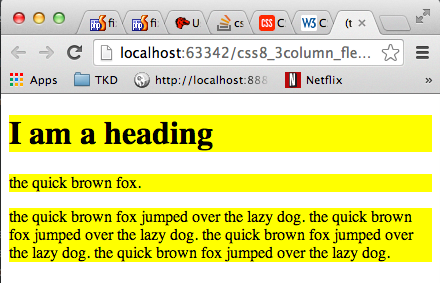 fi
fi
U
cs
CSS C
W3 C
(t
localhost:63342/css8_3column_fle...
Apps
TKD
http://localhost:888
Netflix
»
I am a heading
the quick brown fox.
the quick brown fox jumped over the lazy dog. the quick brown
fox jumped over the lazy dog. the quick brown fox jumped over
the lazy dog. the quick brown fox jumped over the lazy dog.